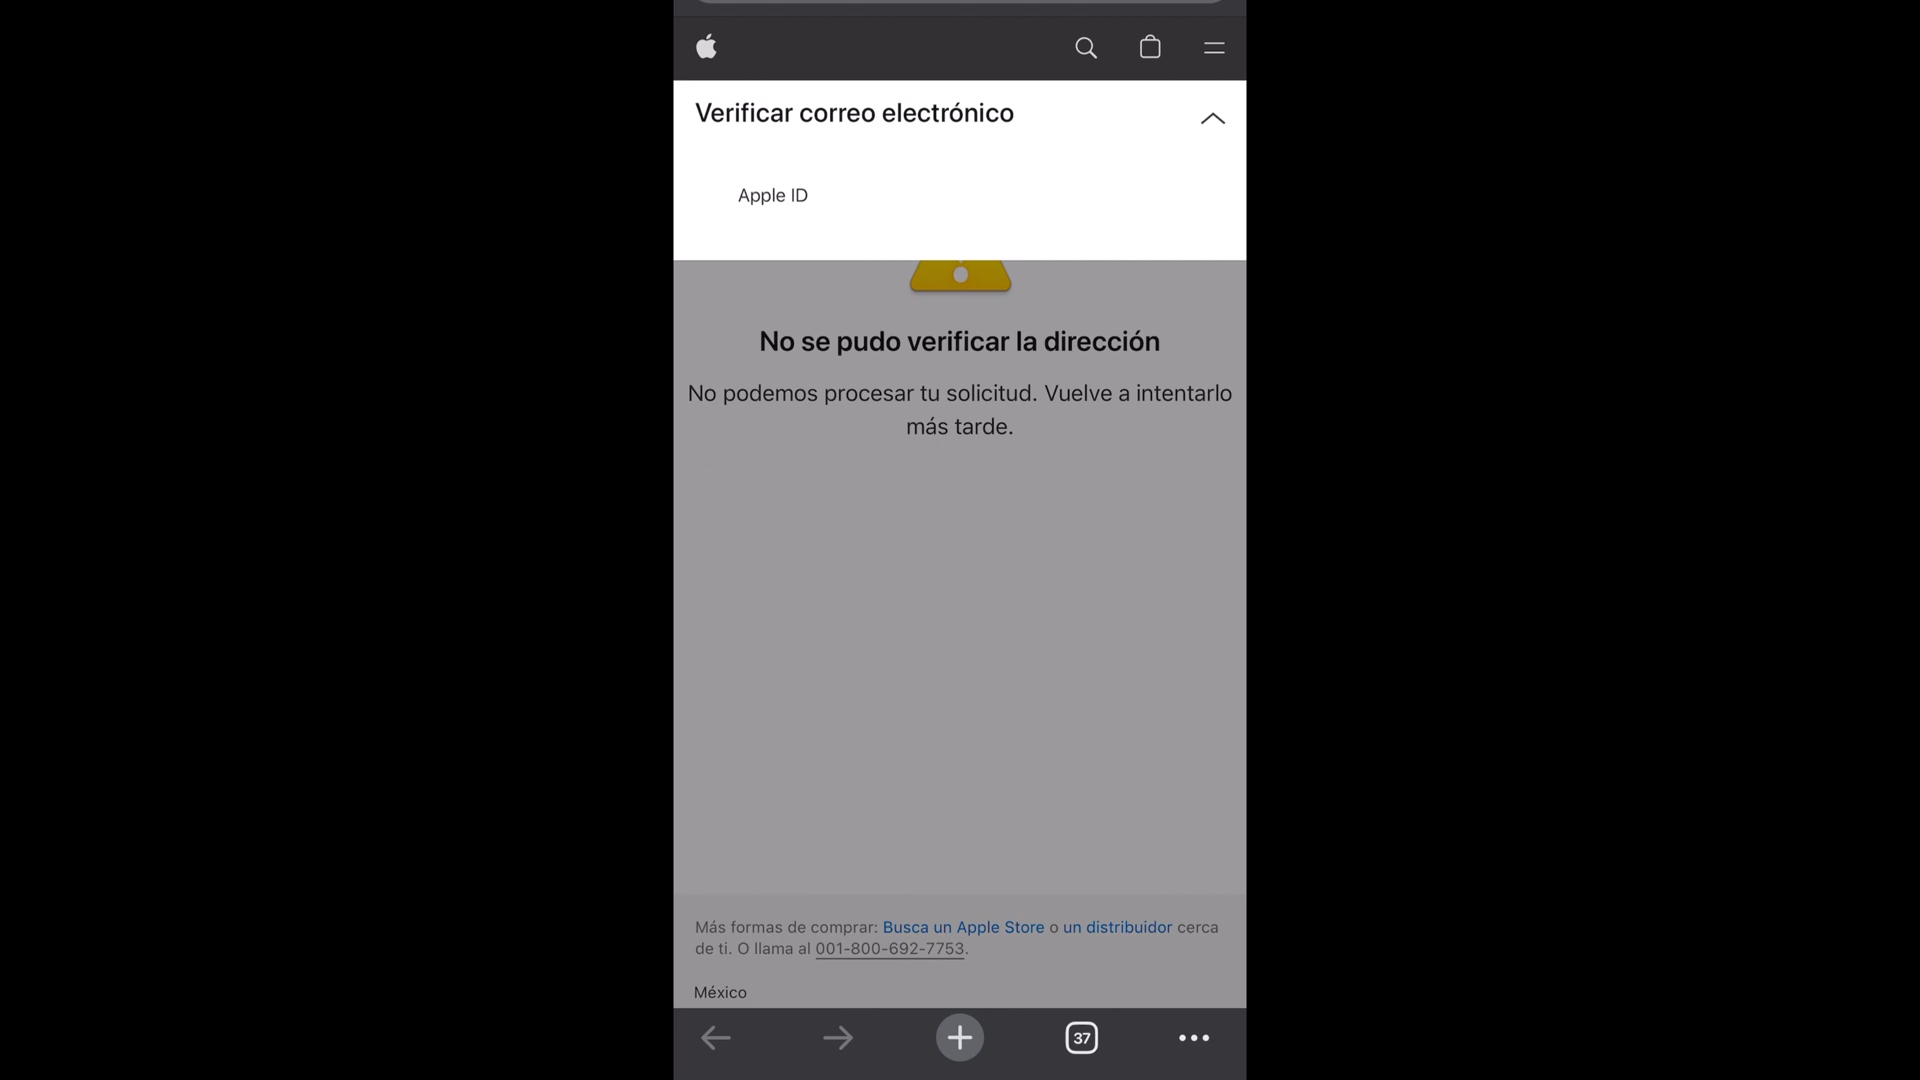 Verificar correo electrónico
Apple ID
No se pudo verificar la dirección
No podemos procesar tu solicitud. Vuelve a intentarlo
más tarde.
Más formas de comprar: Busca un Apple Store o un distribuidor cerca
de ti. O llama al 001-800-692-7753.
México
37